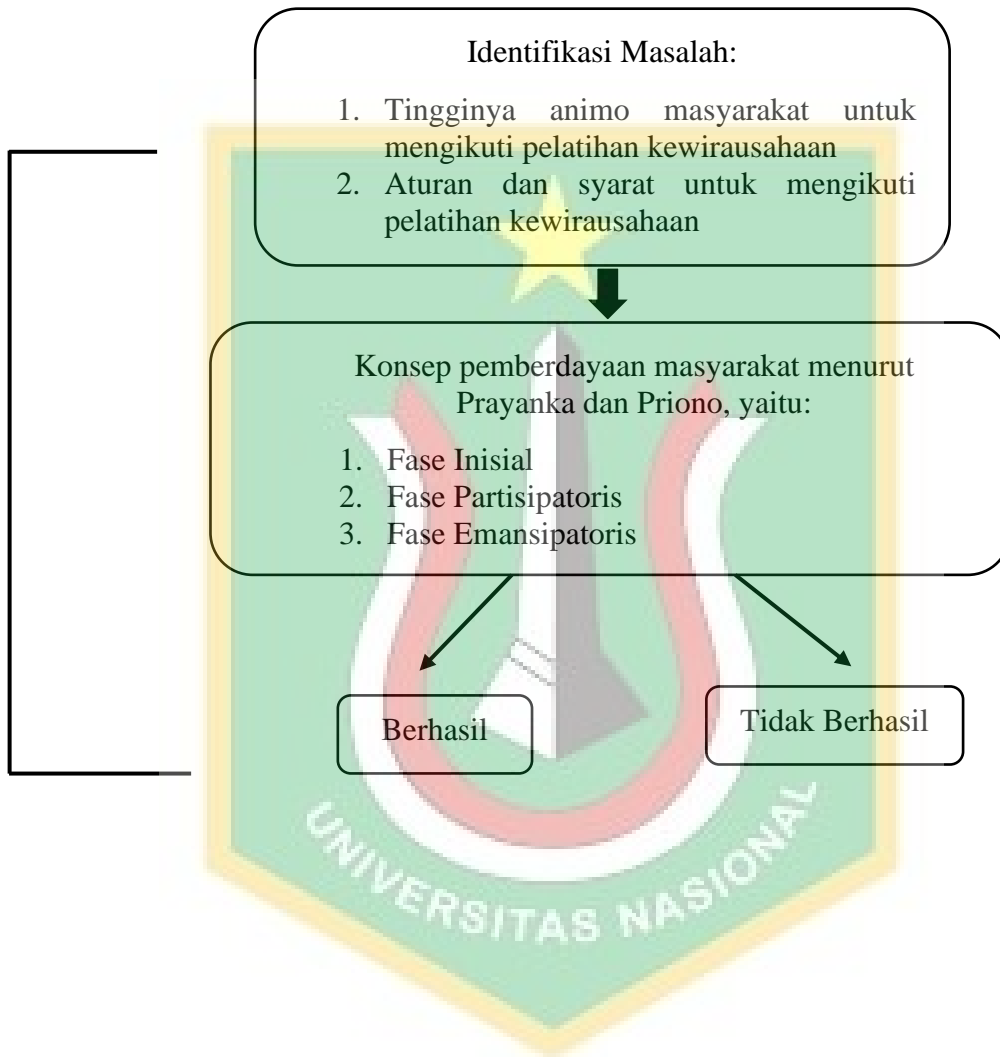 Identifikasi Masalah:
1. Tingginya animo masyarakat untuk
mengikuti pelatihan kewirausahaan
2. Aturan dan syarat untuk mengikuti
pelatihan kewirausahaan
Konsep pemberdayaan masyarakat menurut
Prayanka dan Priono, yaitu:
1. Fase Inisial
2. Fase Partisipatoris
3. Fase Emansipatoris
Berhasil
Tidak Berhasil
UNIVERSITAS NASIONAL